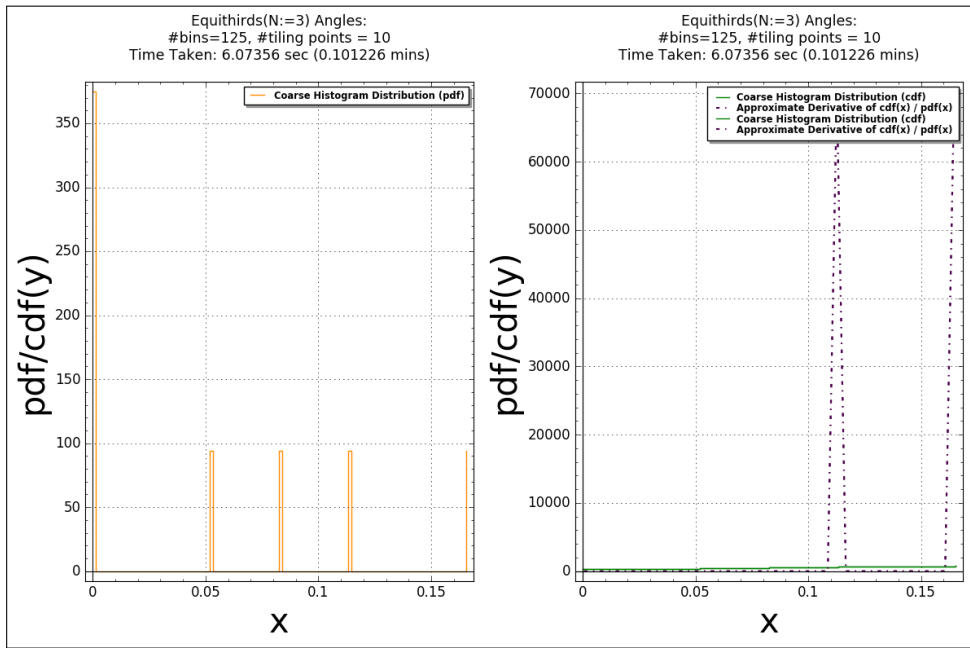 Equithirds(N:=3) Angles:
#bins=125, #tiling points = 10
Time Taken: 6.07356 sec (0.101226 mins)
Coarse Histogram Distribution (pdf)
350
300
250
200
150
100
50
0
pdf/cdf(y)
0
0.05
0.1
0.15
x
Equithirds(N:=3) Angles:
#bins=125, #tiling points = 10
Time Taken: 6.07356 sec (0.101226 mins)
Coarse Histogram Distribution (cdf)
Approximate Derivative of cdf(x) / pdf(x)
Coarse Histogram Distribution (cdf)
Approximate Derivative of cdf(x) / pdf(x)
70000
60000
50000
40000
30000
20000
10000
0
pdf/cdf(y)
0
0.05
0.1
0.15
x